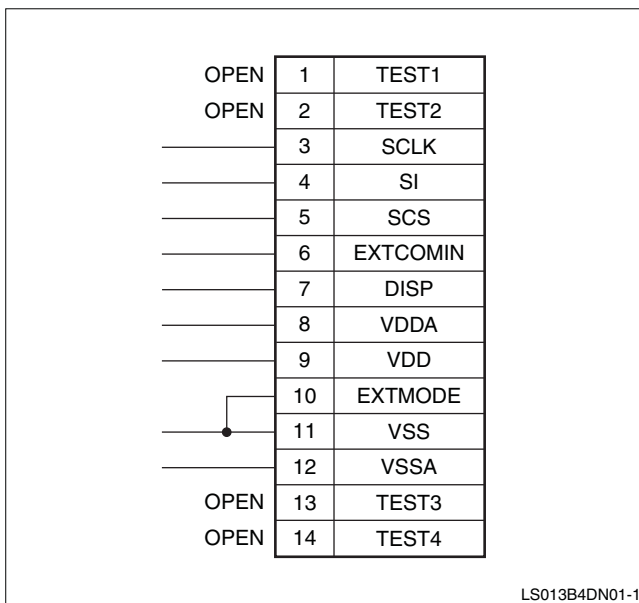 OPEN 1 TEST1
OPEN 2 TEST2
3 SCLK
4 SI
5 SCS
6 EXTCOMIN
7 DISP
8 VDDA
9 VDD
10 EXTMODE
11 VSS
12 VSSA
OPEN 13 TEST3
OPEN 14 TEST4
LS013B4DN01-1